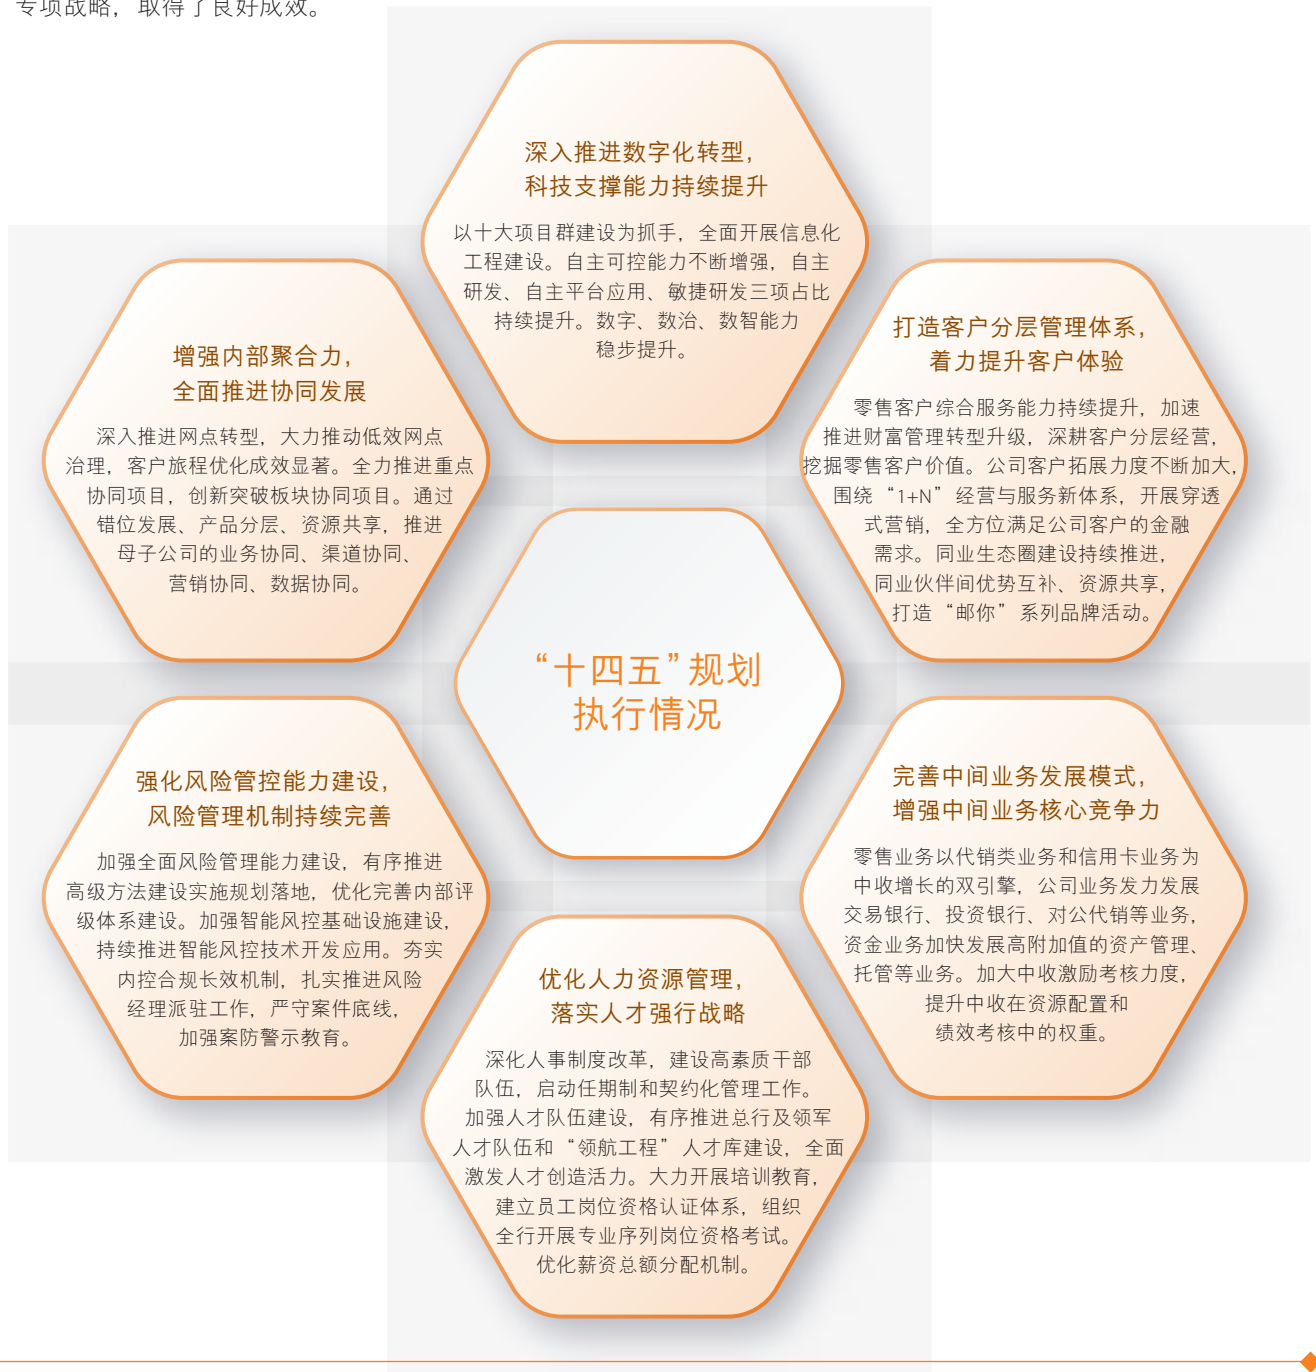 专项战略，取得了良好成效。
深入推进数字化转型，
科技支撑能力持续提升
以十大项目群建设为抓手，全面开展信息化
工程建设。自主可控能力不断增强，自主
研发、自主平台应用、敏捷研发三项占比
持续提升。数字、数治、数智能力
稳步提升。
打造客户分层管理体系，
着力提升客户体验
零售客户综合服务能力持续提升，加速
推进财富管理转型升级，深耕客户分层经营，
挖掘零售客户价值。公司客户拓展力度不断加大，
围绕“1+N”经营与服务新体系，开展穿透
式营销，全方位满足公司客户的金融
需求。同业生态圈建设持续推进，
同业伙伴间优势互补、资源共享，
打造“邮你”系列品牌活动。
增强内部聚合力，
全面推进协同发展
深入推进网点转型，大力推动低效网点
治理，客户旅程优化成效显著。全力推进重点
协同项目，创新突破板块协同项目。通过
错位发展、产品分层、资源共享，推进
母子公司的业务协同、渠道协同、
营销协同、数据协同。
“十四五”规划
执行情况
强化风险管控能力建设，
风险管理机制持续完善
加强全面风险管理能力建设，有序推进
高级方法建设实施规划落地，优化完善内部评
级体系建设。加强智能风控基础设施建设，
持续推进智能风控技术开发应用。夯实
内控合规长效机制，扎实推进风险
经理派驻工作，严守案件底线，
加强案防警示教育。
完善中间业务发展模式，
增强中间业务核心竞争力
零售业务以代销类业务和信用卡业务为
中收增长的双引擎，公司业务发力发展
交易银行、投资银行、对公代销等业务，
资金业务加快发展高附加值的资产管理、
托管等业务。加大中收激励考核力度，
提升中收在资源配置和
绩效考核中的权重。
优化人力资源管理，
落实人才强行战略
深化人事制度改革，建设高素质干部
队伍，启动任期制和契约化管理工作。
加强人才队伍建设，有序推进总行及领军
人才队伍和“领航工程”人才库建设，全面
激发人才创造活力。大力开展培训教育，
建立员工岗位资格认证体系，组织
全行开展专业序列岗位资格考试。
优化薪资总额分配机制。